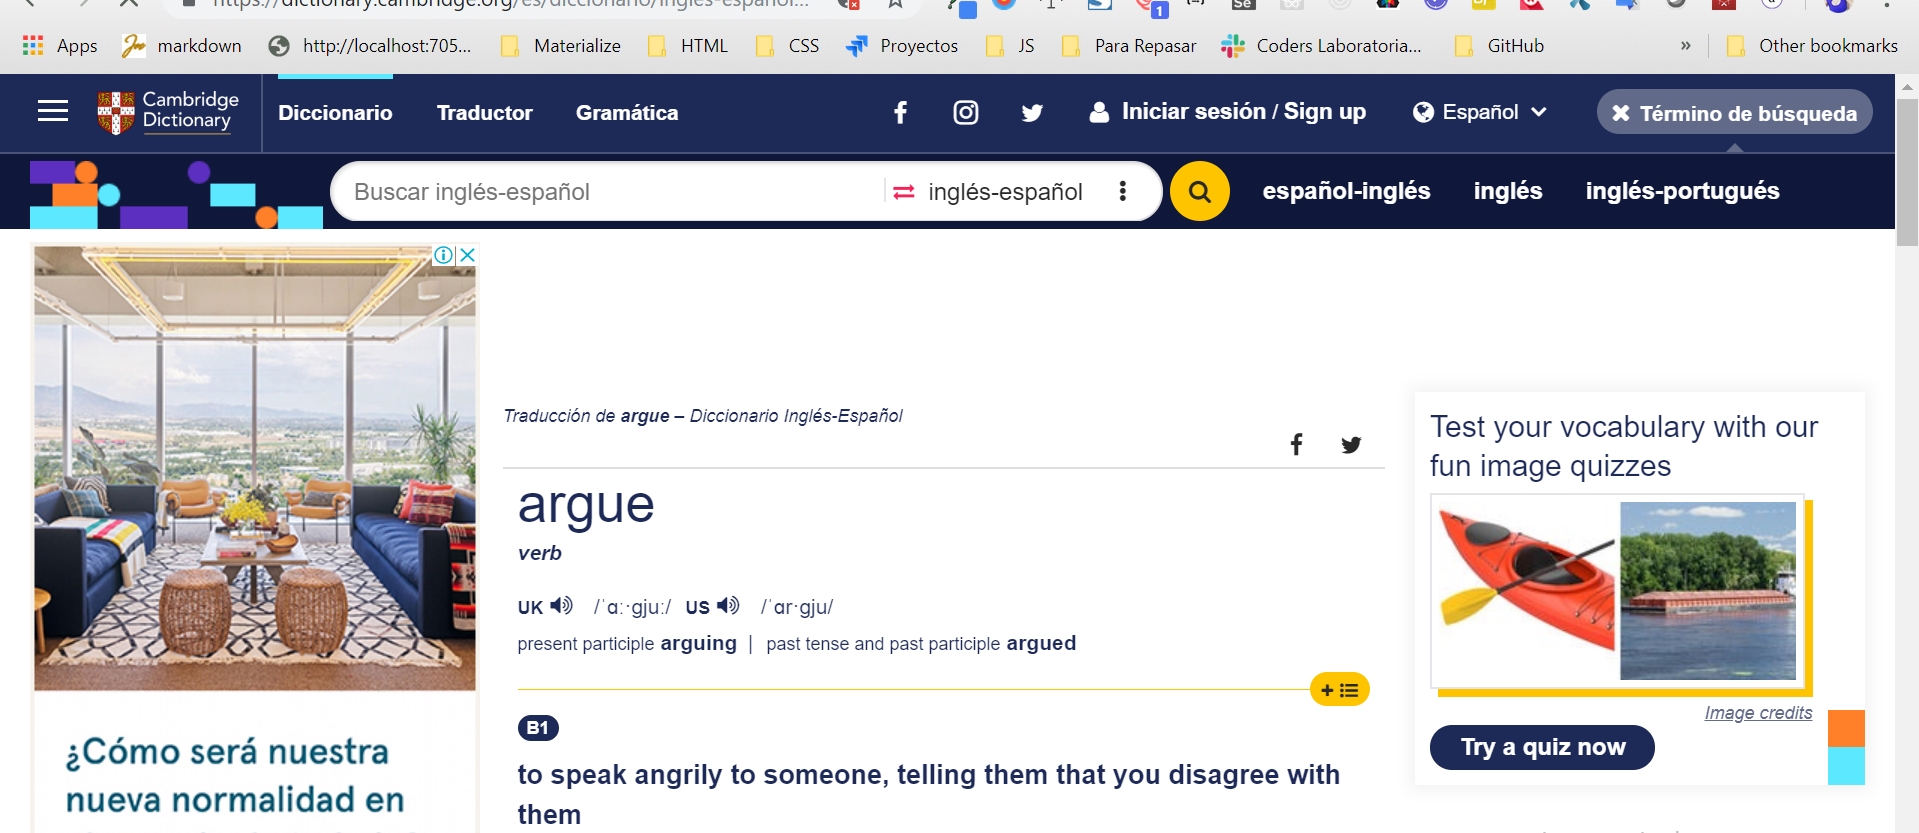 https://dictionary.cambridge.org/es/diccionario/ingles-espanol...
Apps
markdown
http://localhost:705...
Materialize
HTML
CSS
Proyectos
JS
Para Repasar
Coders Laboratoria...
GitHub
»
Other bookmarks
Cambridge
Dictionary
Diccionario
Traductor
Gramática
Iniciar sesión / Sign up
Español
Término de búsqueda
Buscar inglés-español
inglés-español
español-inglés
inglés
inglés-portugués
Traducción de argue – Diccionario Inglés-Español
argue
verb
UK /ˈɑː·ɡjuː/ US /ˈɑr·ɡju/
present participle arguing | past tense and past participle argued
B1
to speak angrily to someone, telling them that you disagree with
them
¿Cómo será nuestra
nueva normalidad en
Test your vocabulary with our
fun image quizzes
Image credits
Try a quiz now